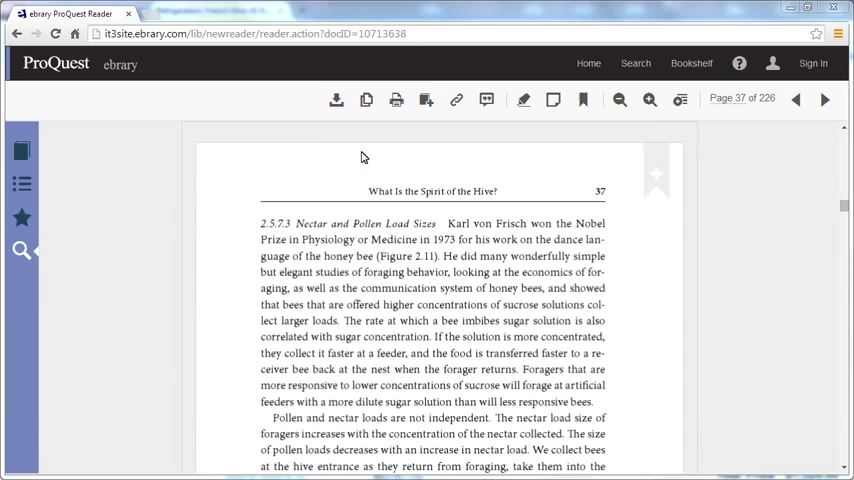 ebrary ProQuest Reader
it3site.ebrary.com/lib/newreader/reader.action?docID=10713638
ProQuest ebrary Home Search Bookshelf ? Sign In
Page 37 of 226
What Is the Spirit of the Hive? 37
2.5.7.3 Nectar and Pollen Load Sizes Karl von Frisch won the Nobel
Prize in Physiology or Medicine in 1973 for his work on the dance lan-
guage of the honey bee (Figure 2.11). He did many wonderfully simple
but elegant studies of foraging behavior, looking at the economics of for-
aging, as well as the communication system of honey bees, and showed
that bees that are offered higher concentrations of sucrose solutions col-
lect larger loads. The rate at which a bee imbibes sugar solution is also
correlated with sugar concentration. If the solution is more concentrated,
they collect it faster at a feeder, and the food is transferred faster to a re-
ceiver bee back at the nest when the forager returns. Foragers that are
more responsive to lower concentrations of sucrose will forage at artificial
feeders with a more dilute sugar solution than will less responsive bees.
Pollen and nectar loads are not independent. The nectar load size of
foragers increases with the concentration of the nectar collected. The size
of pollen loads decreases with an increase in nectar load. We collect bees
at the hive entrance as they return from foraging, take them into the